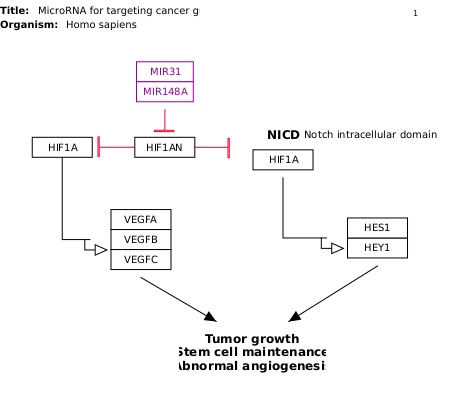 Title: MicroRNA for targeting cancer g
Organism: Homo sapiens
1
MIR31
MIR148A
HIF1A
HIF1AN
NICD Notch intracellular domain
HIF1A
VEGFA
VEGFB
VEGFC
HES1
HEY1
Tumor growth
Stem cell maintenance
Abnormal angiogenesis